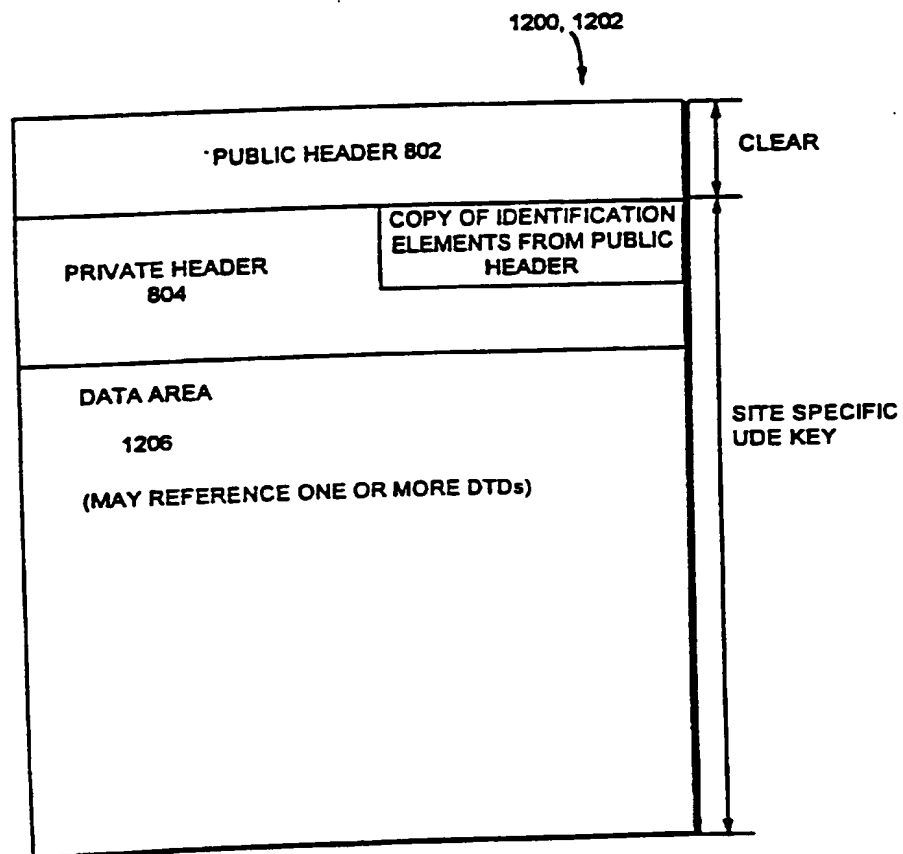 1200, 1202
PUBLIC HEADER 802
CLEAR
COPY OF IDENTIFICATION
ELEMENTS FROM PUBLIC
HEADER
PRIVATE HEADER
804
DATA AREA
1206
(MAY REFERENCE ONE OR MORE DTDs)
SITE SPECIFIC
UDE KEY